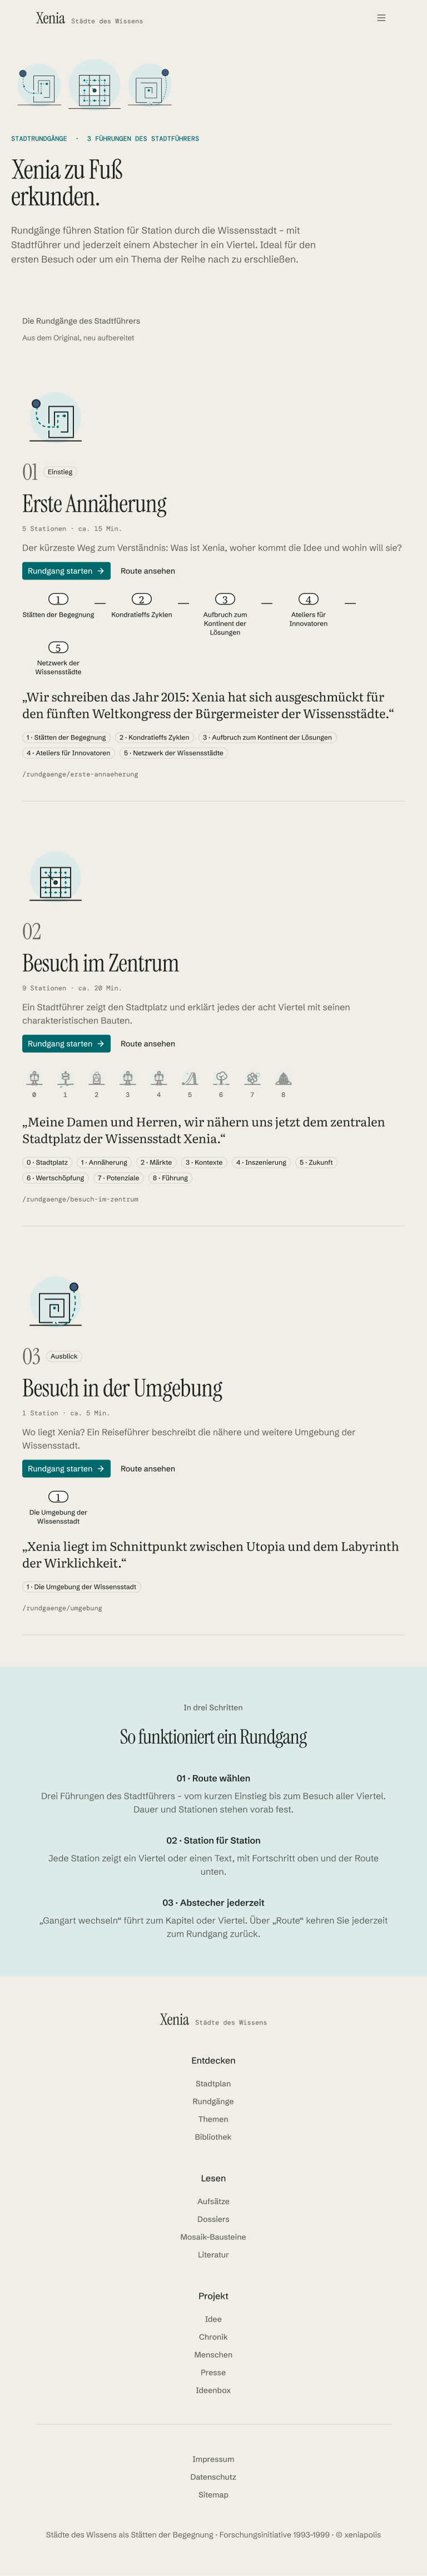 Xenia Städte des Wissens
STADTRUNDGÄNGE · 3 FÜHRUNGEN DES STADTFÜHRERS
Xenia zu Fuß
erkunden.
Rundgänge führen Station für Station durch die Wissensstadt – mit
Stadtführer und jederzeit einem Abstecher in ein Viertel. Ideal für den
ersten Besuch oder um ein Thema der Reihe nach zu erschließen.
Die Rundgänge des Stadtführers
Aus dem Original, neu aufbereitet
01 Einstieg
Erste Annäherung
5 Stationen · ca. 15 Min.
Der kürzeste Weg zum Verständnis: Was ist Xenia, woher kommt die Idee und wohin will sie?
Rundgang starten → Route ansehen
1 2 3 4
Stätten der Begegnung Kondratieffs Zyklen Aufbruch zum Ateliers für
Kontinent der Innovatoren
Lösungen
5
Netzwerk der
Wissensstädte
„Wir schreiben das Jahr 2015: Xenia hat sich ausgeschmückt für
den fünften Weltkongress der Bürgermeister der Wissensstädte.“
1 · Stätten der Begegnung 2 · Kondratieffs Zyklen 3 · Aufbruch zum Kontinent der Lösungen
4 · Ateliers für Innovatoren 5 · Netzwerk der Wissensstädte
/rundgaenge/erste-annaeherung
02
Besuch im Zentrum
9 Stationen · ca. 20 Min.
Ein Stadtführer zeigt den Stadtplatz und erklärt jedes der acht Viertel mit seinen
charakteristischen Bauten.
Rundgang starten → Route ansehen
0 1 2 3 4 5 6 7 8
„Meine Damen und Herren, wir nähern uns jetzt dem zentralen
Stadtplatz der Wissensstadt Xenia.“
0 · Stadtplatz 1 · Annäherung 2 · Märkte 3 · Kontexte 4 · Inszenierung 5 · Zukunft
6 · Wertschöpfung 7 · Potenziale 8 · Führung
/rundgaenge/besuch-im-zentrum
03 Ausblick
Besuch in der Umgebung
1 Station · ca. 5 Min.
Wo liegt Xenia? Ein Reiseführer beschreibt die nähere und weitere Umgebung der
Wissensstadt.
Rundgang starten → Route ansehen
1
Die Umgebung der
Wissensstadt
„Xenia liegt im Schnittpunkt zwischen Utopia und dem Labyrinth
der Wirklichkeit.“
1 · Die Umgebung der Wissensstadt
/rundgaenge/umgebung
In drei Schritten
So funktioniert ein Rundgang
01 · Route wählen
Drei Führungen des Stadtführers – vom kurzen Einstieg bis zum Besuch aller Viertel.
Dauer und Stationen stehen vorab fest.
02 · Station für Station
Jede Station zeigt ein Viertel oder einen Text, mit Fortschritt oben und der Route
unten.
03 · Abstecher jederzeit
„Gangart wechseln“ führt zum Kapitel oder Viertel. Über „Route“ kehren Sie jederzeit
zum Rundgang zurück.
Xenia Städte des Wissens
Entdecken
Stadtplan
Rundgänge
Themen
Bibliothek
Lesen
Aufsätze
Dossiers
Mosaik-Bausteine
Literatur
Projekt
Idee
Chronik
Menschen
Presse
Ideenbox
Impressum
Datenschutz
Sitemap
Städte des Wissens als Stätten der Begegnung · Forschungsinitiative 1993–1999 · © xeniapolis